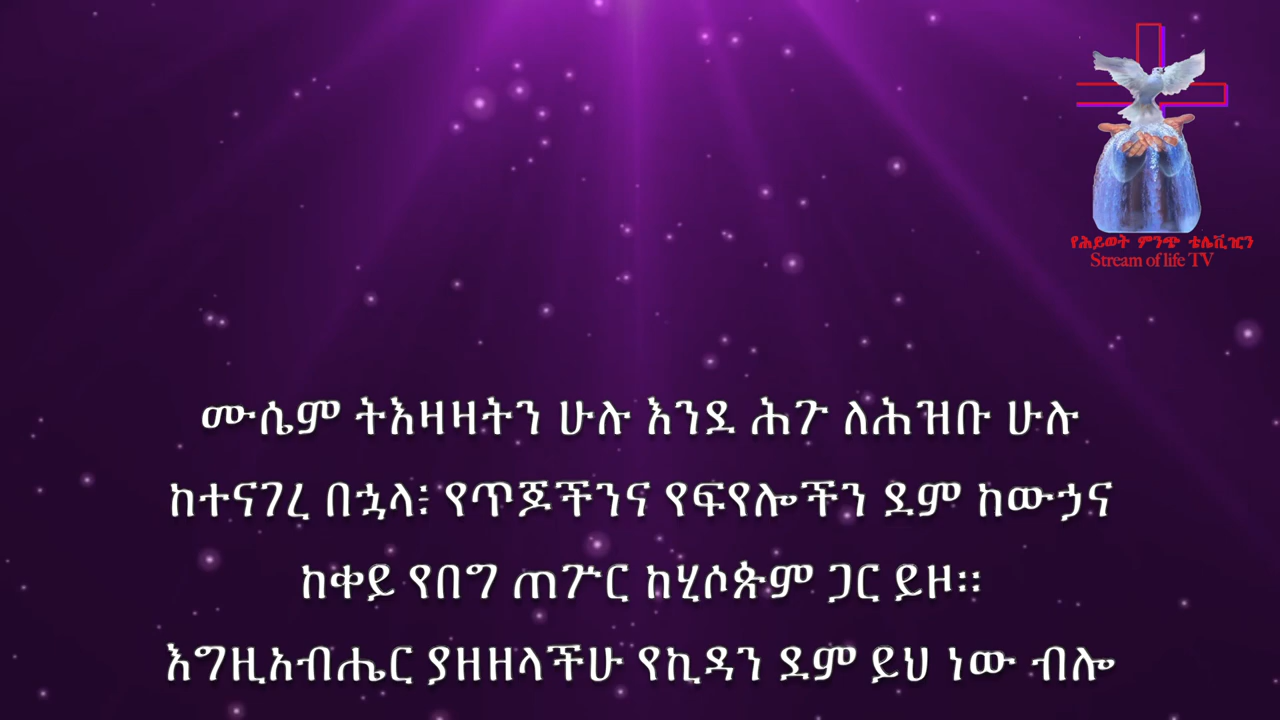 የሕይወት ምንጭ ቴሌቪዢን
Stream of life TV
ሙሴም ትእዛዛትን ሁሉ እንደ ሕጉ ለሕዝቡ ሁሉ
ከተናገረ በኋላ፤ የጥጆችንና የፍየሎችን ደም ከውኃና
ከቀይ የበግ ጠጕር ከሂሶጵም ጋር ይዞ።
እግዚአብሔር ያዘዘላችሁ የኪዳን ደም ይህ ነው ብሎ